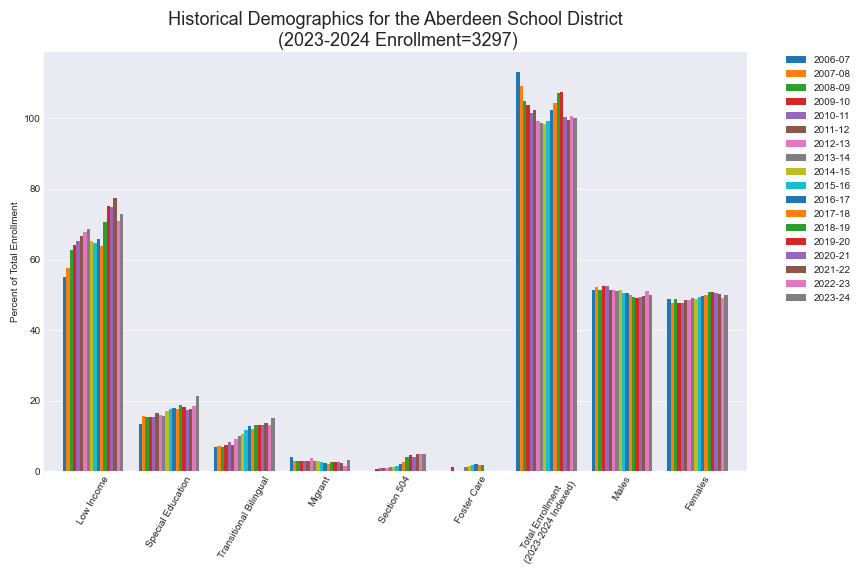 Historical Demographics for the Aberdeen School District
(2023-2024 Enrollment=3297)
Percent of Total Enrollment
100
80
60
40
20
0
Low Income
Special Education
Transitional Bilingual
Migrant
Section 504
Foster Care
Total Enrollment
(2023-2024 Indexed)
Males
Females
2006-07
2007-08
2008-09
2009-10
2010-11
2011-12
2012-13
2013-14
2014-15
2015-16
2016-17
2017-18
2018-19
2019-20
2020-21
2021-22
2022-23
2023-24